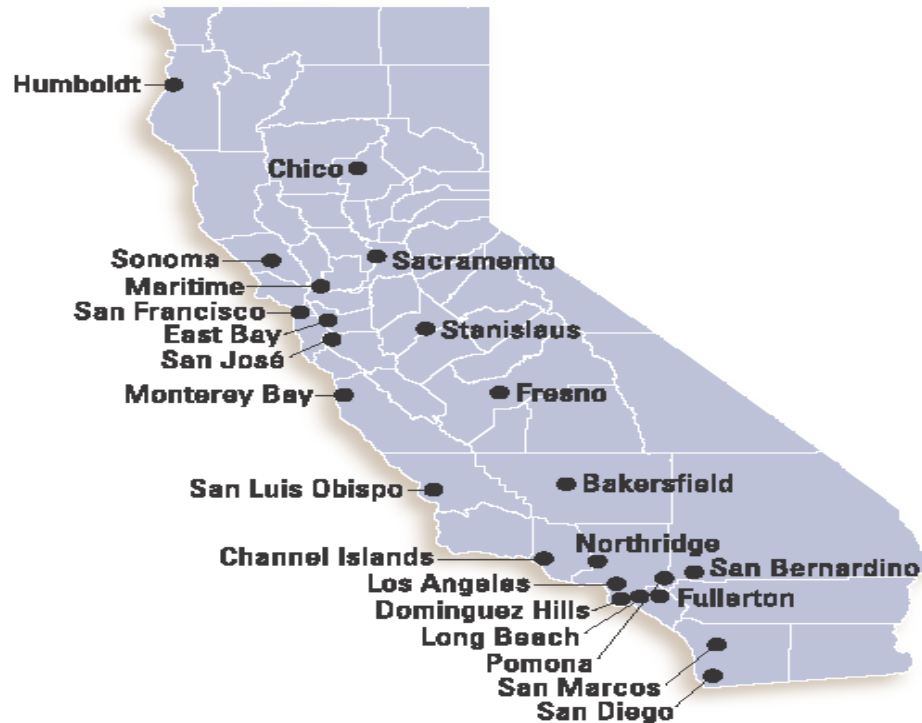 Humboldt
Chico
Sonoma
Sacramento
Maritime
San Francisco
East Bay
Stanislaus
San José
Monterey Bay
Fresno
San Luis Obispo
Bakersfield
Northridge
Channel Islands
San Bernardino
Los Angeles
Dominguez Hills
Fullerton
Long Beach
Pomona
San Marcos
San Diego